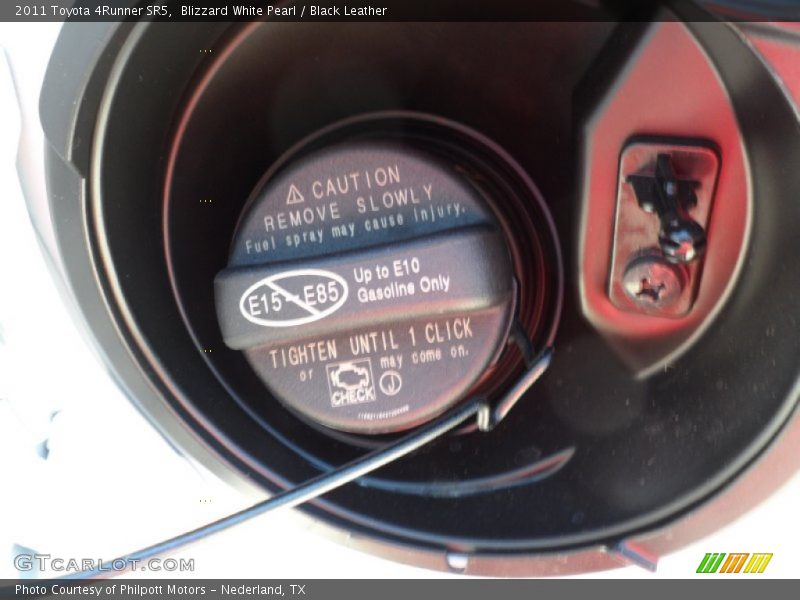 2011 Toyota 4Runner SR5,  Blizzard White Pearl / Black Leather
CAUTION
REMOVE SLOWLY
Fuel spray may cause injury.
E15-E85
Up to E10
Gasoline Only
TIGHTEN UNTIL 1 CLICK
or
may come on.
CHECK
GTCarLot.com
Photo Courtesy of Philpott Motors - Nederland, TX